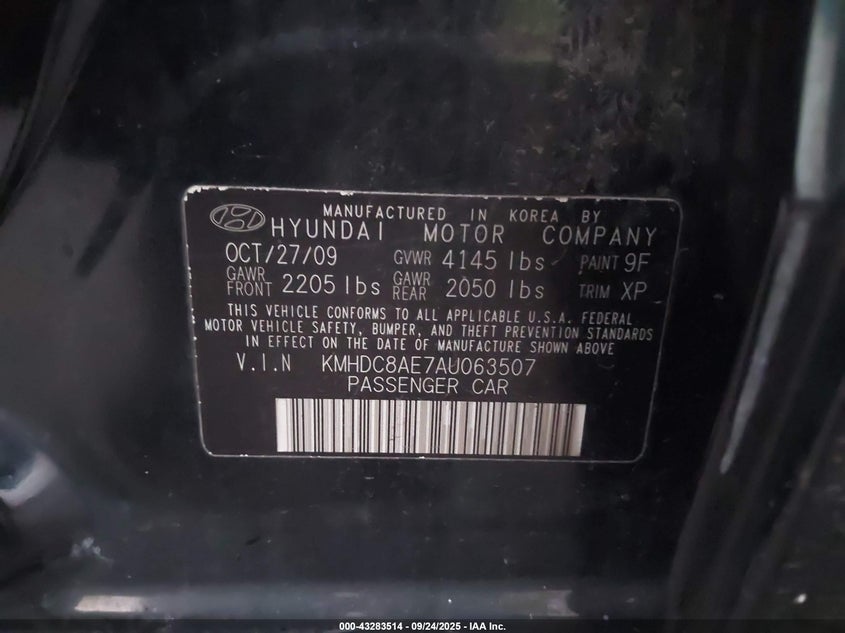 MANUFACTURED IN KOREA BY
HYUNDAI MOTOR COMPANY
OCT/27/09 GVWR 4145 lbs PAINT 9F
GAWR FRONT 2205 lbs GAWR REAR 2050 lbs TRIM XP
THIS VEHICLE CONFORMS TO ALL APPLICABLE U.S.A. FEDERAL
MOTOR VEHICLE SAFETY, BUMPER, AND THEFT PREVENTION STANDARDS
IN EFFECT ON THE DATE OF MANUFACTURE SHOWN ABOVE
V.I.N KMHDC8AE7AU063507
PASSENGER CAR
000-43283514 - 09/24/2025 - IAA Inc.